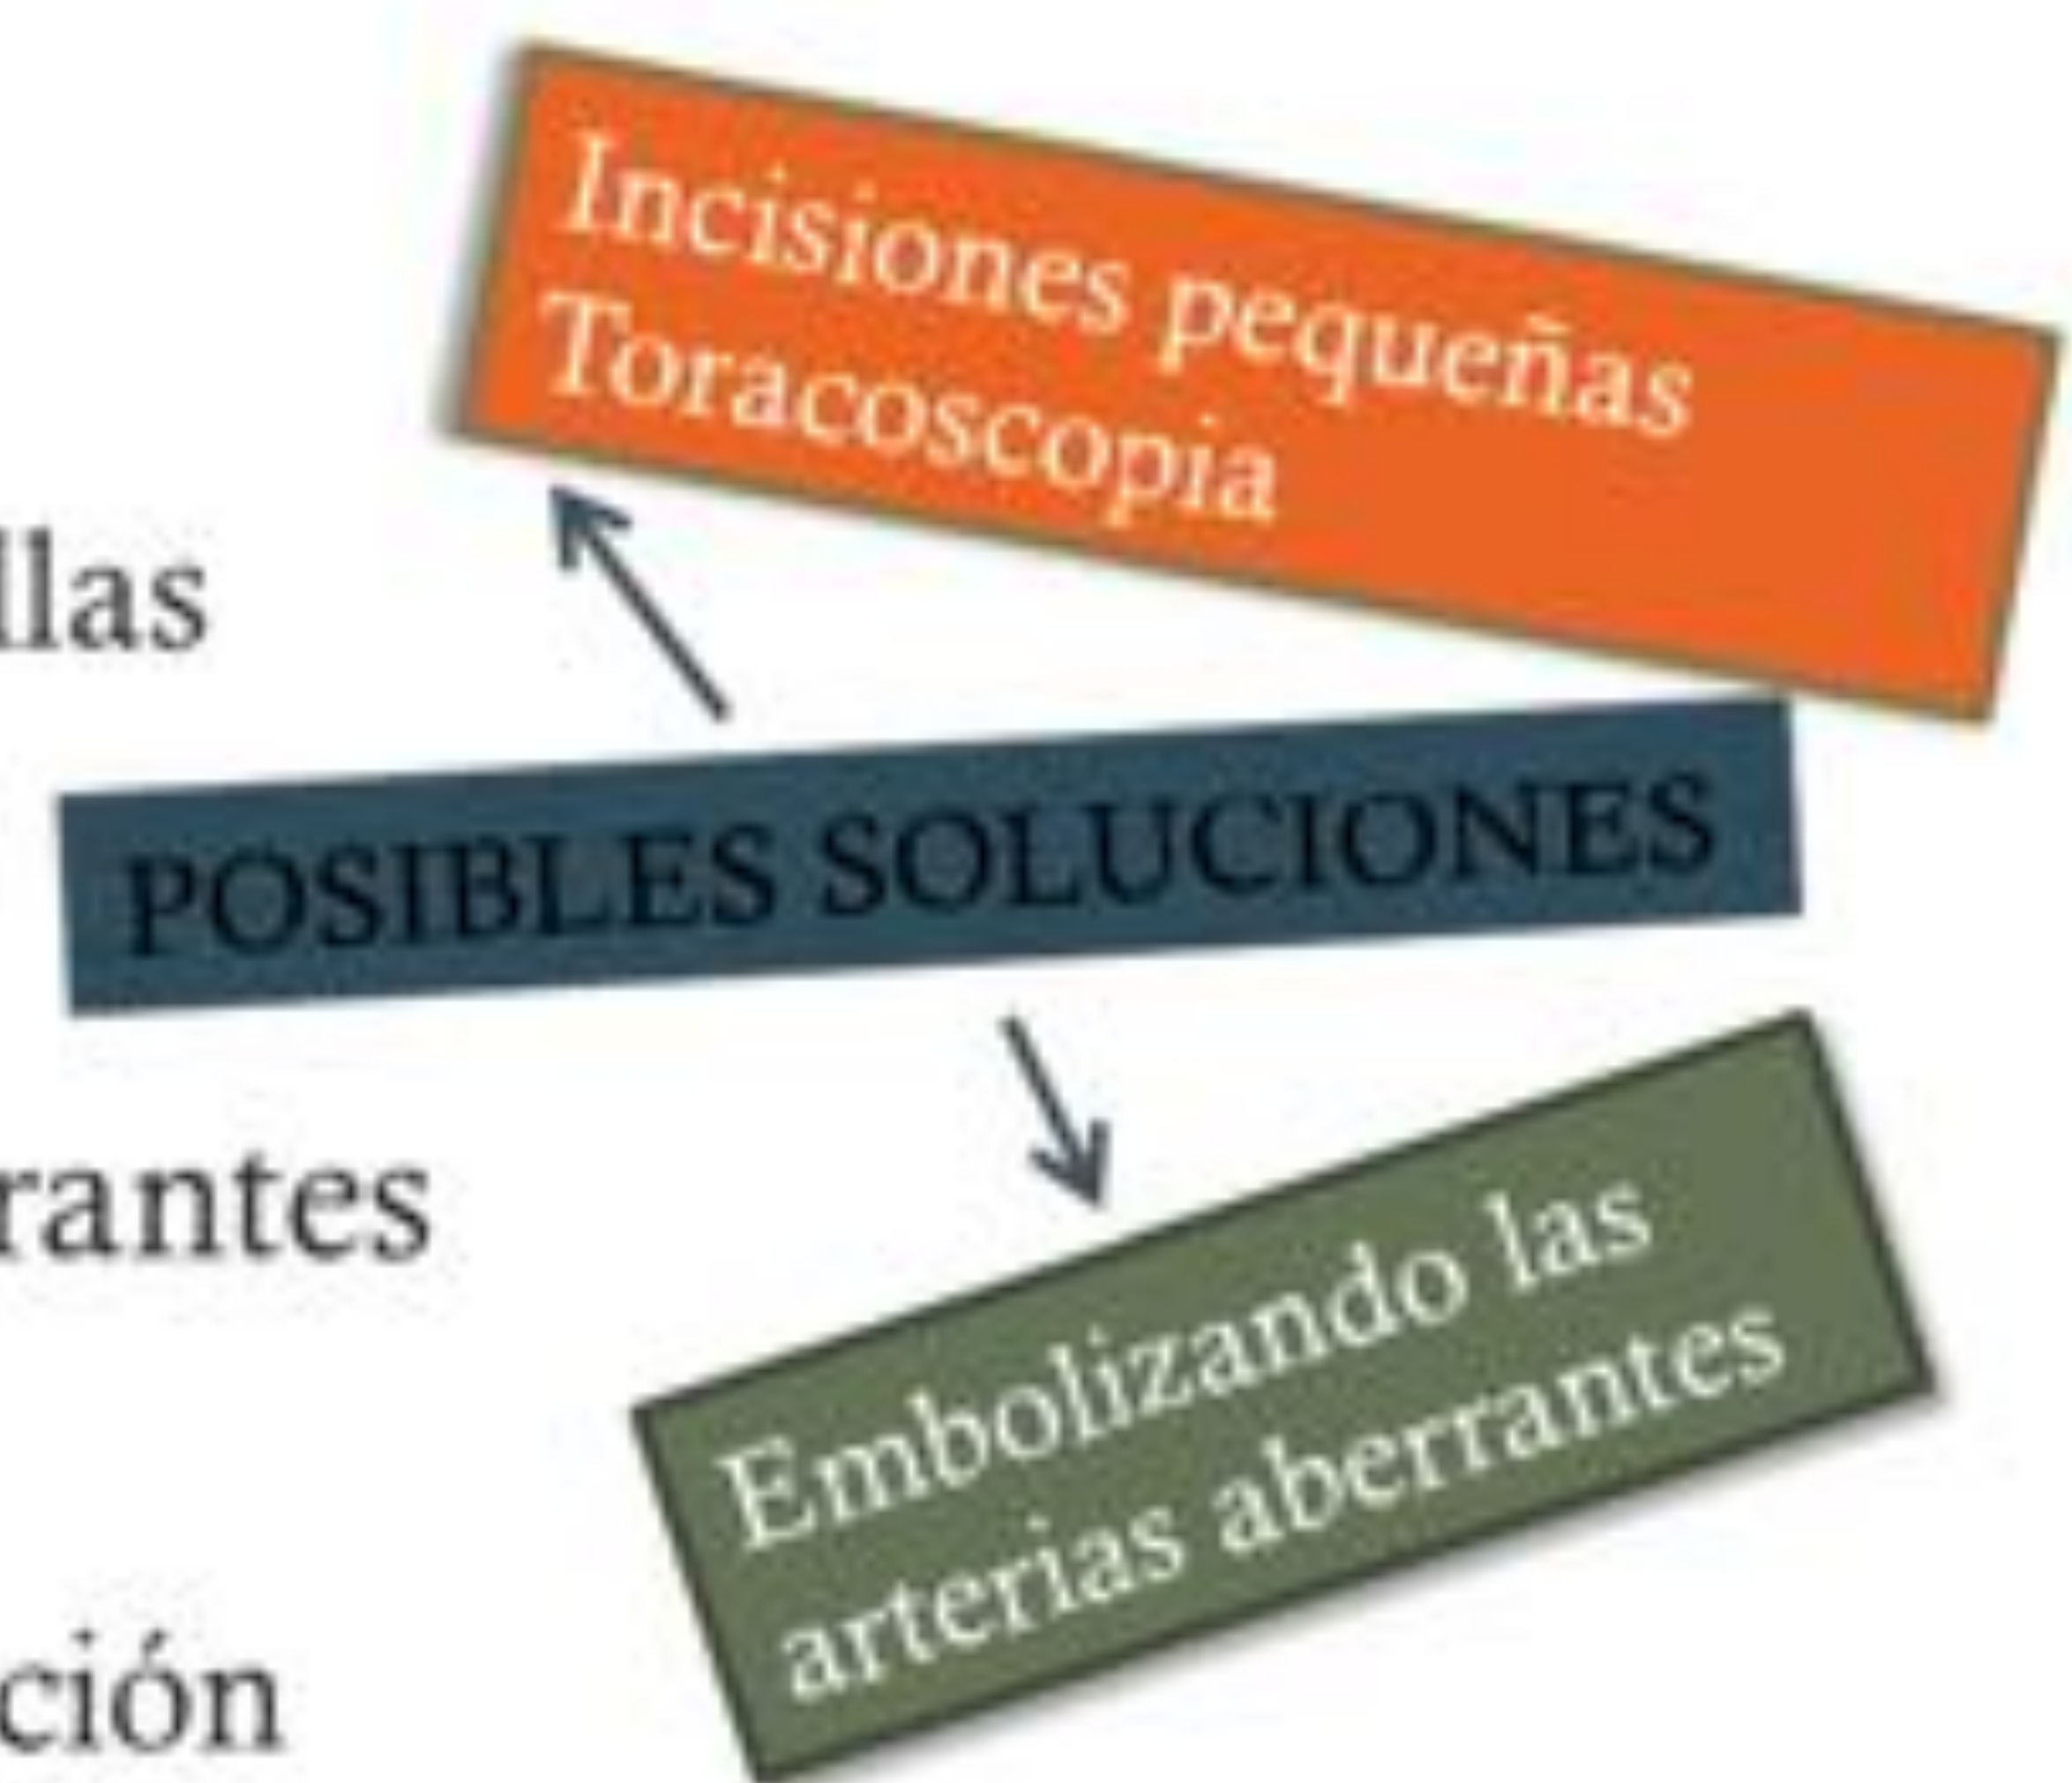 Incisiones pequeñas
Toracoscopia
llas
POSIBLES SOLUCIONES
rantes
Embolizando las
arterias aberrantes
ción